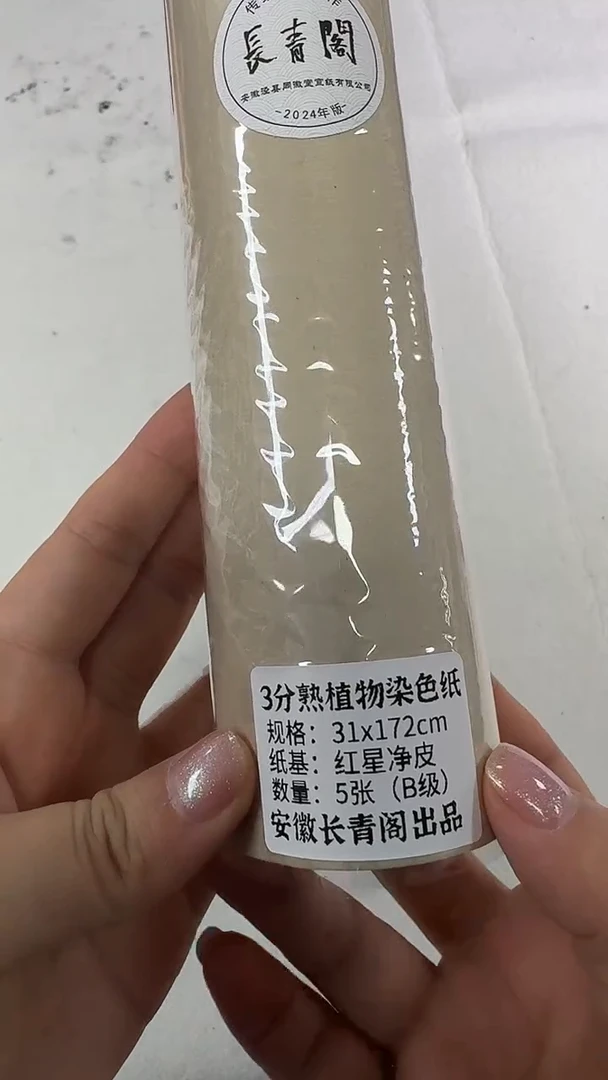 長青閣
安徽泾县周徽堂宣纸有限公司
-2024年版-
3分熟植物染色纸
规格：31x172cm
纸基：红星净皮
数量：5张（B级）
安徽长青阁出品